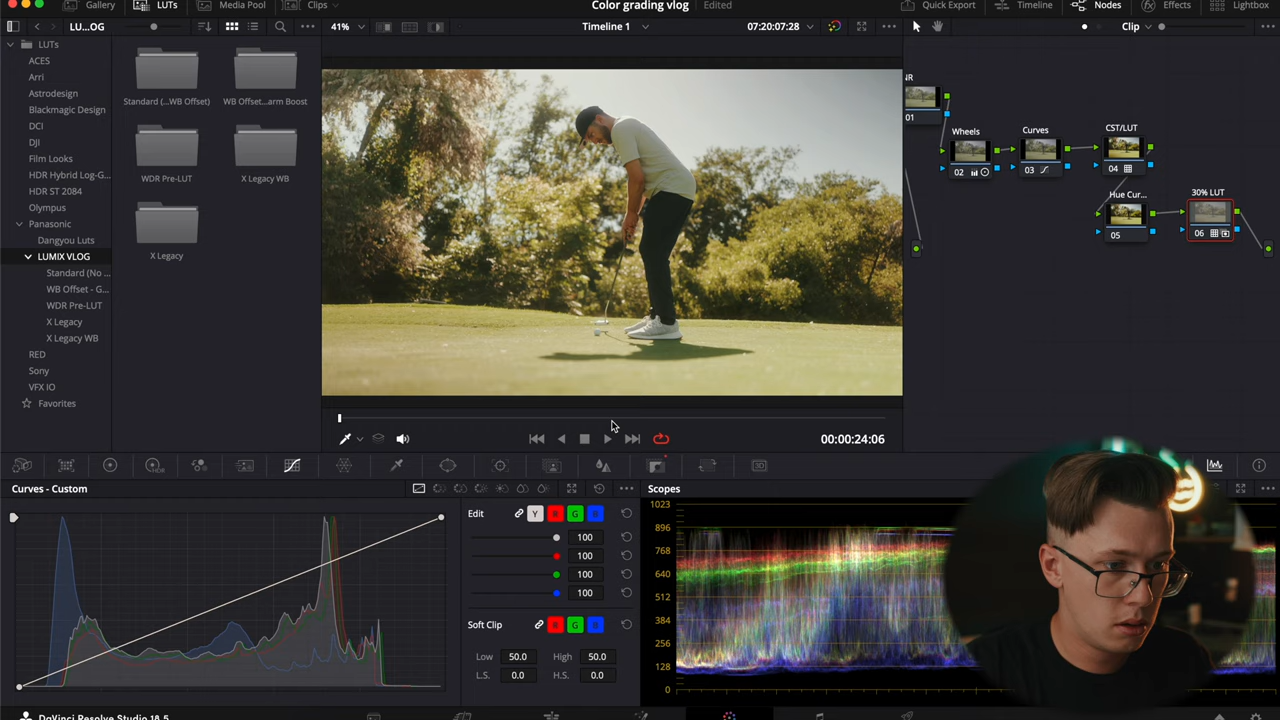 Gallery LUTs Media Pool Clips Color grading vlog Edited Quick Export Timeline Nodes Effects Lightbox
LU...OG 41% Timeline 1 07:20:07:28 Clip
LUTs
ACES
Arri
Astrodesign
Blackmagic Design
DCI
DJI
Film Looks
HDR Hybrid Log-G...
HDR ST 2084
Olympus
Panasonic
Dangyou Luts
LUMIX VLOG
Standard (No ...
WB Offset - G...
WDR Pre-LUT
X Legacy
X Legacy WB
RED
Sony
VFX IO
Favorites
Standard (...WB Offset) WB Offset...arm Boost
WDR Pre-LUT X Legacy WB
X Legacy
NR
01
Wheels Curves CST/LUT
02 03 04
Hue Cur... 30% LUT
05 06
00:00:24:06
Curves - Custom
Edit Y R G B
100
100
100
100
Soft Clip R G B
Low 50.0 High 50.0
L.S. 0.0 H.S. 0.0
Scopes
1023
896
768
640
512
384
256
128
0
DaVinci Resolve Studio 18.5